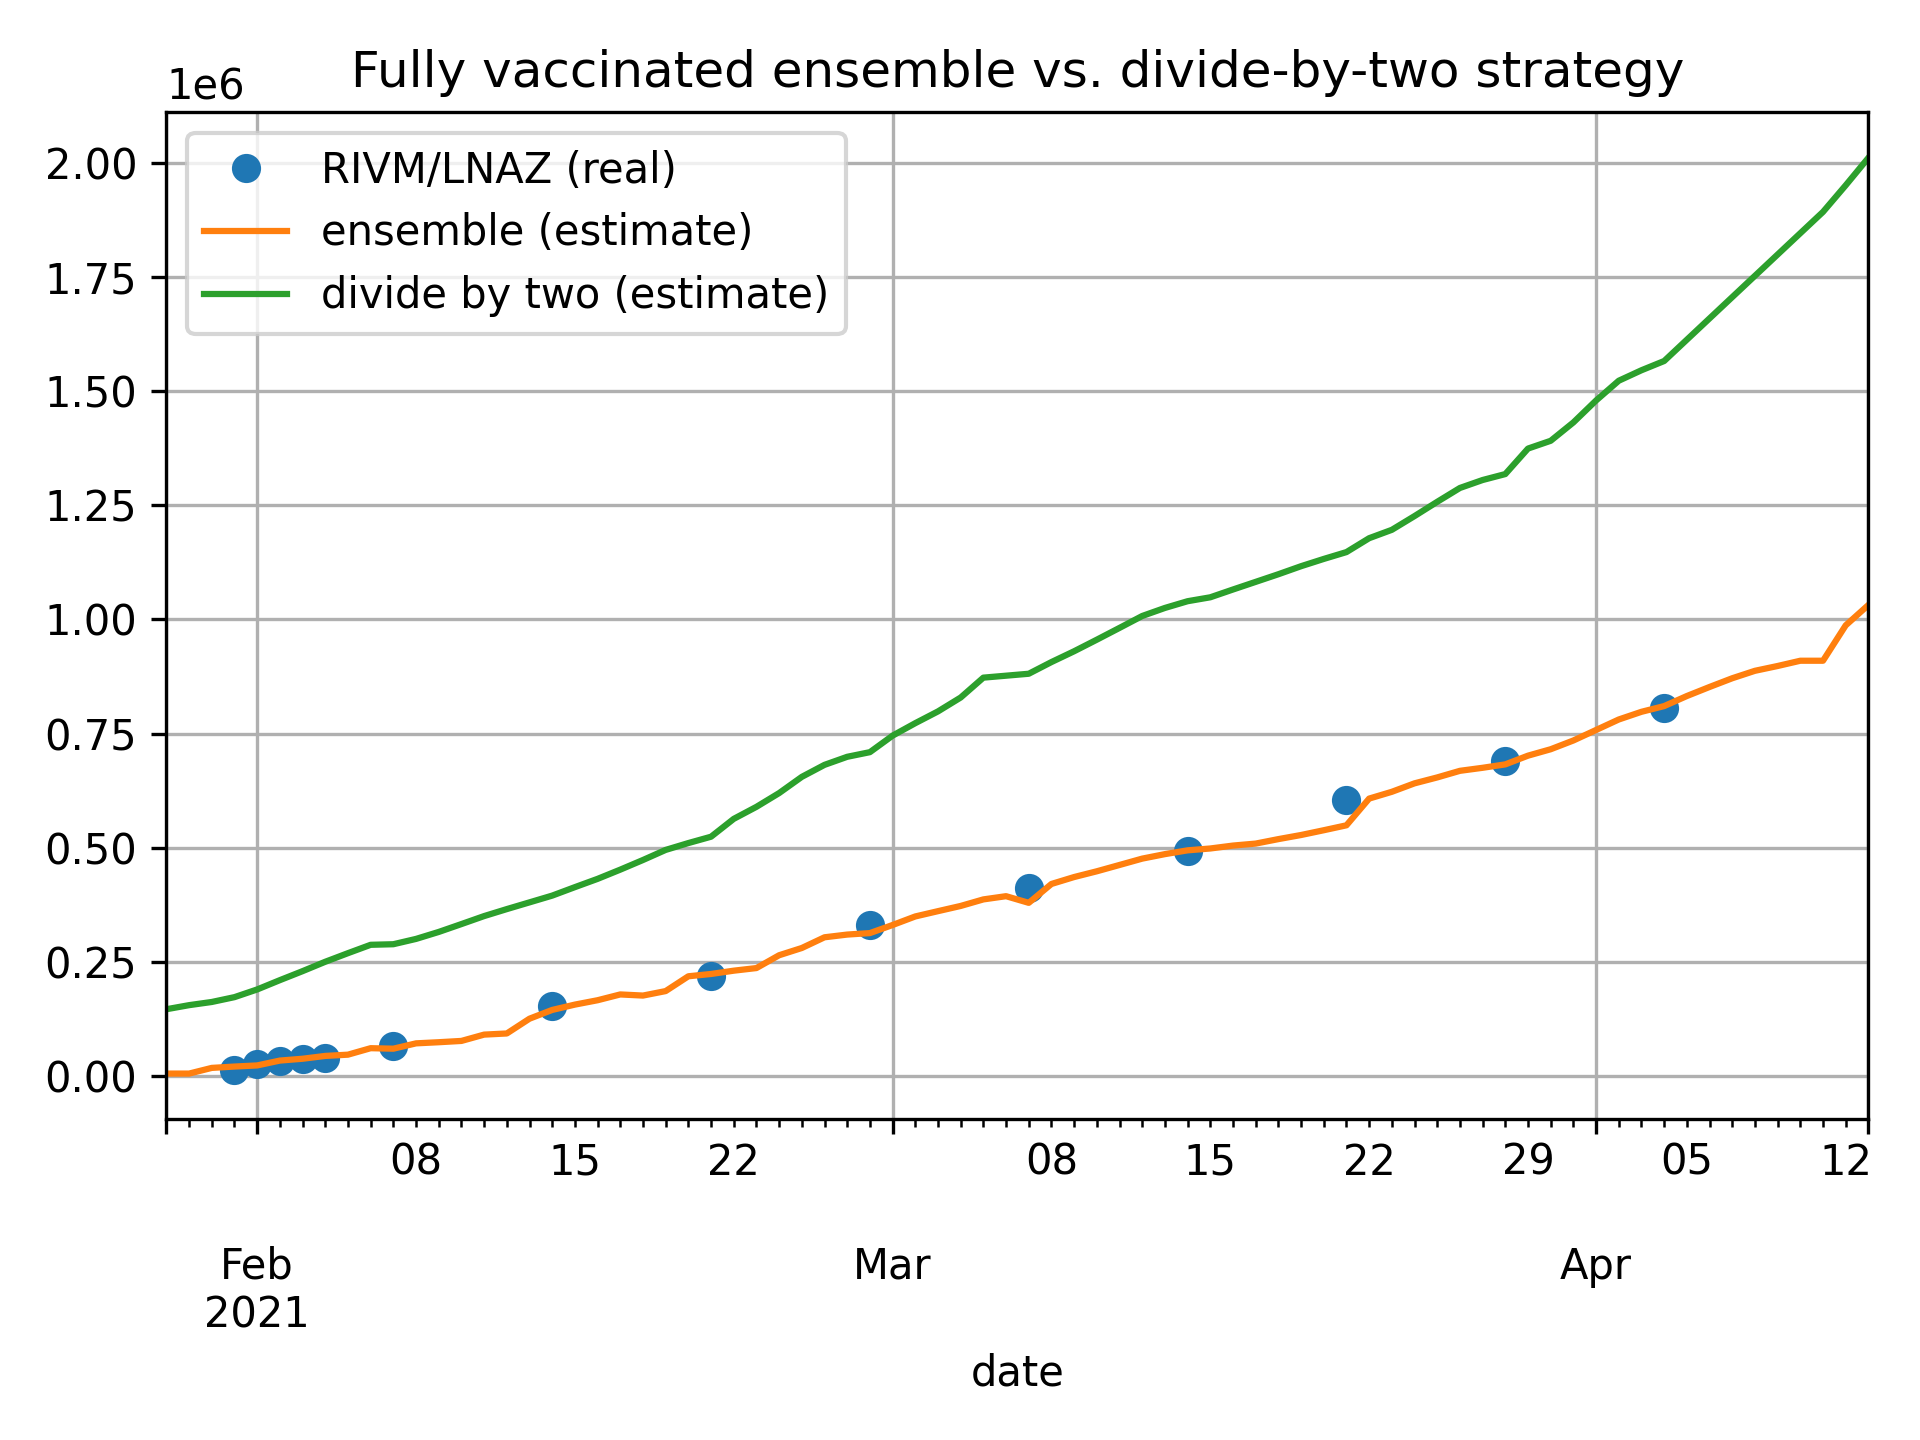 Fully vaccinated ensemble vs. divide-by-two strategy
1e6
RIVM/LNAZ (real)
ensemble (estimate)
divide by two (estimate)
2.00
1.75
1.50
1.25
1.00
0.75
0.50
0.25
0.00
08 15 22 08 15 22 29 05 12
Feb Mar Apr
2021
date